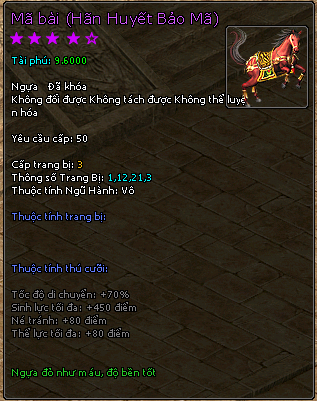 Mã bài (Hãn Huyết Bảo Mã)
Tài phú: 9.6000
Ngựa Đã khóa
Không đổi được Không tách được Không thể luyệ
n hóa
Yêu cầu cấp: 50
Cấp trang bị: 3
Thông số Trang Bị: 1,12,21,3
Thuộc tính Ngũ Hành: Vô
Thuộc tính trang bị:
Thuộc tính thú cưỡi:
Tốc độ di chuyển: +70%
Sinh lực tối đa: +450 điểm
Né tránh: +80 điểm
Thể lực tối đa: +80 điểm
Ngựa đỏ như máu, độ bền tốt